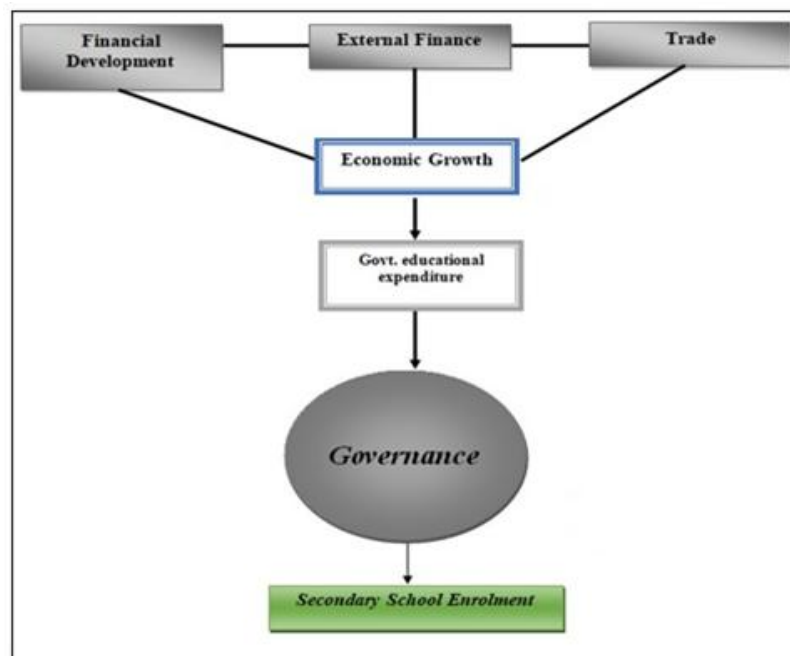 Financial
Development
External Finance
Trade
Economic Growth
Govt. educational
expenditure
Governance
Secondary School Enrolment